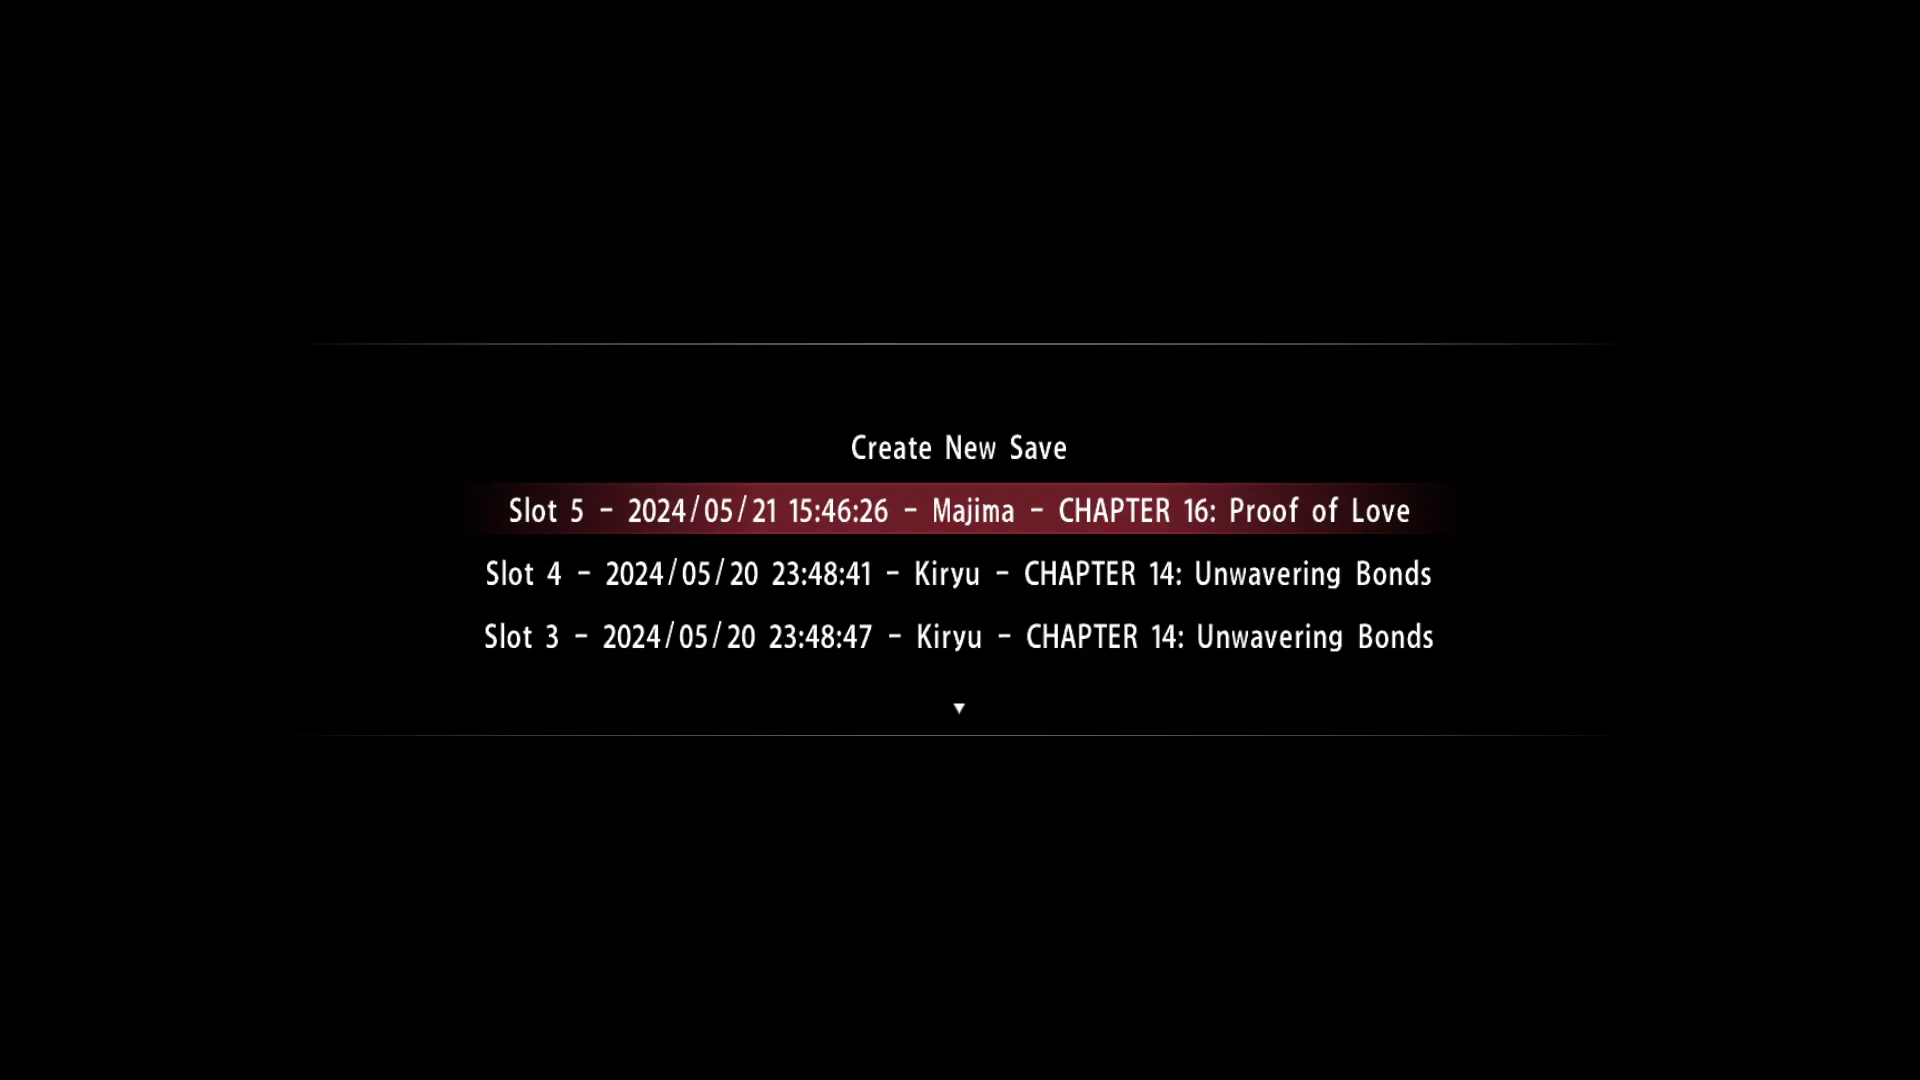 Create New Save
Slot 5 - 2024/05/21 15:46:26 - Majima - CHAPTER 16: Proof of Love
Slot 4 - 2024/05/20 23:48:41 - Kiryu - CHAPTER 14: Unwavering Bonds
Slot 3 - 2024/05/20 23:48:47 - Kiryu - CHAPTER 14: Unwavering Bonds